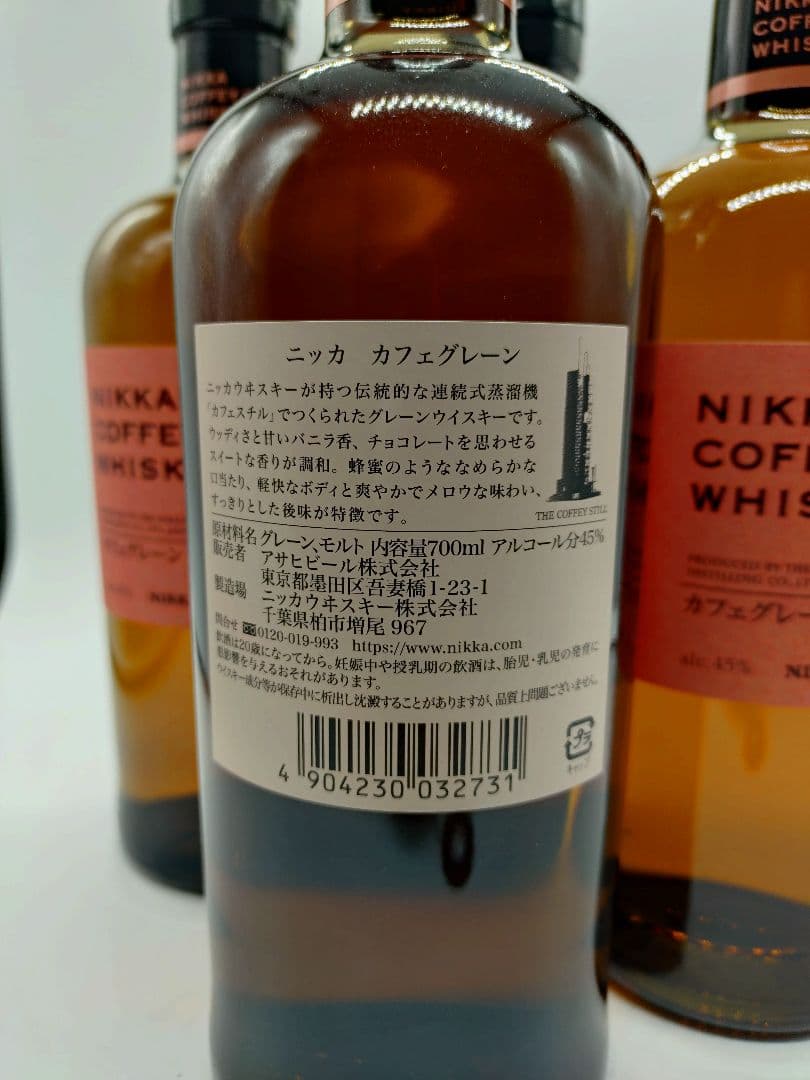 ニッカ カフェグレーン
ニッカウヰスキーが持つ伝統的な連続式蒸溜機
「カフェスチル」でつくられたグレーンウイスキーです。
ウッディさと甘いバニラ香、チョコレートを思わせる
スイートな香りが調和。蜂蜜のようななめらかな
口当たり、軽快なボディと爽やかでメロウな味わい、
すっきりとした後味が特徴です。
THE COFFEY STILL
原材料名 グレーン、モルト 内容量700ml アルコール分45%
販売者 アサヒビール株式会社
東京都墨田区吾妻橋1-23-1
製造場 ニッカウヰスキー株式会社
千葉県柏市増尾 967
問合せ 0120-019-993 https://www.nikka.com
飲酒は20歳になってから。妊娠中や授乳期の飲酒は、胎児・乳児の発育に
悪影響を与えるおそれがあります。
ウイスキー成分等が保存中に析出し沈澱することがありますが、品質上問題ございません。
プラ
キャップ
4 904230 032731
NIKKA
COFFEY
WHISK
カフェグレーン
NIKKA
COFFEY
WHIS
NIKK
COFF
WHIS
PRODUCED BY THE
DISTILLING CO.,
カフェグレー
alc. 45%